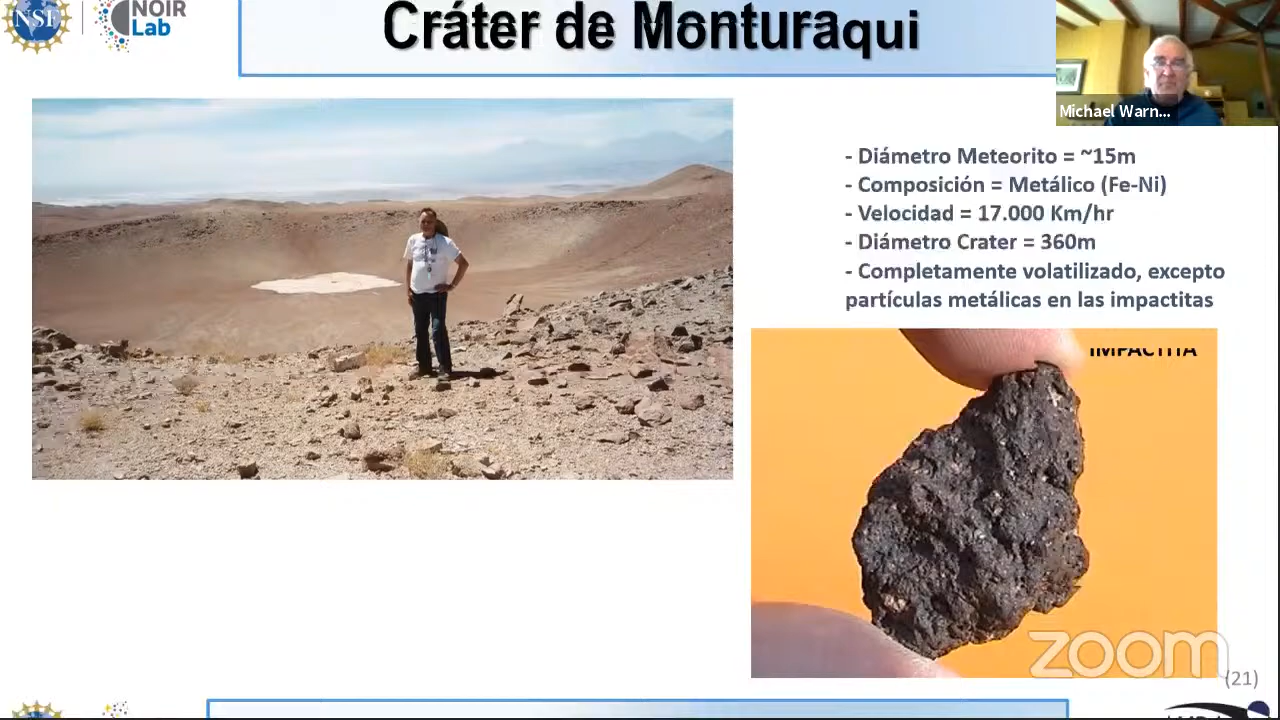 NSF
NOIR
Lab
Cráter de Monturaqui
Michael Warn...
- Diámetro Meteorito = ~15m
- Composición = Metálico (Fe-Ni)
- Velocidad = 17.000 Km/hr
- Diámetro Crater = 360m
- Completamente volatilizado, excepto
partículas metálicas en las impactitas
IMPACTITA
zoom
(21)